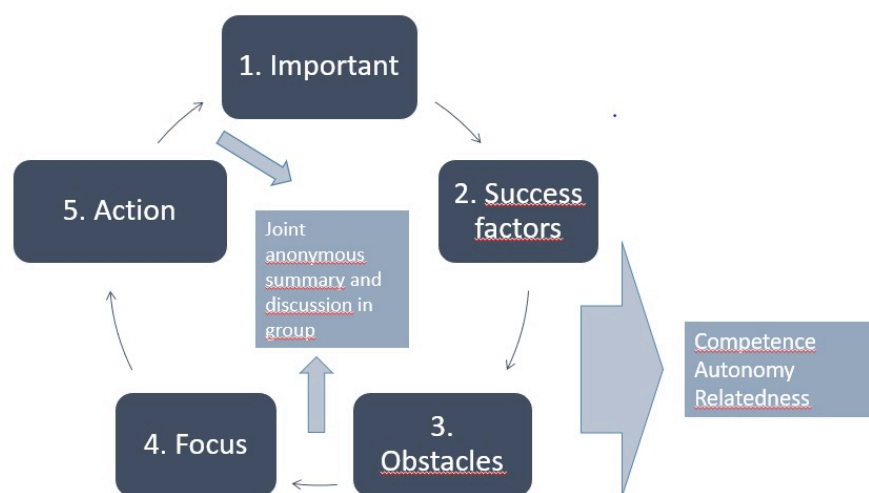 1. Important
2. Success
factors
3.
Obstacles
4. Focus
5. Action
Joint
anonymous
summary and
discussion in
group
Competence
Autonomy
Relatedness